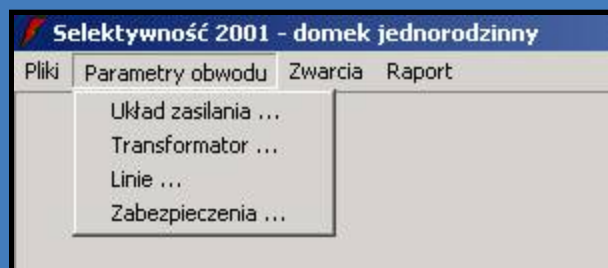 Selektywność 2001 - domek jednorodzinny
Pliki Parametry obwodu Zwarcia Raport
Układ zasilania ...
Transformator ...
Linie ...
Zabezpieczenia ...